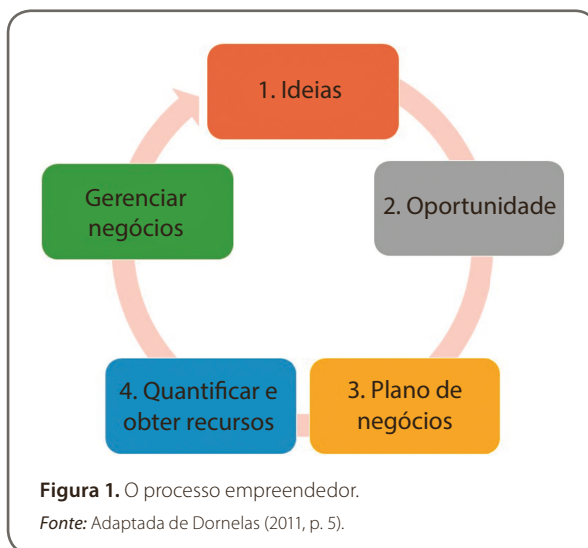 1. Ideias
2. Oportunidade
3. Plano de
negócios
4. Quantificar e
obter recursos
Gerenciar
negócios
Figura 1. O processo empreendedor.
Fonte: Adaptada de Dornelas (2011, p. 5).